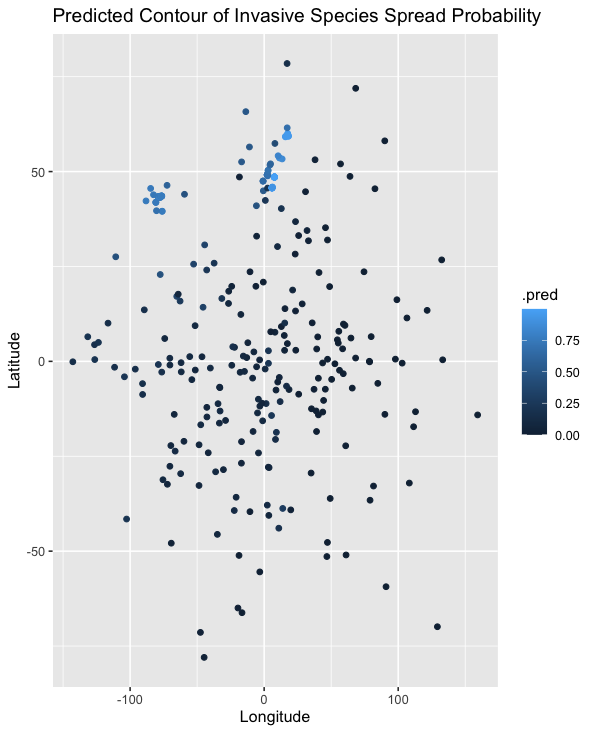 Predicted Contour of Invasive Species Spread Probability
50
0
-50
Latitude
-100
0
100
Longitude
.pred
0.75
0.50
0.25
0.00